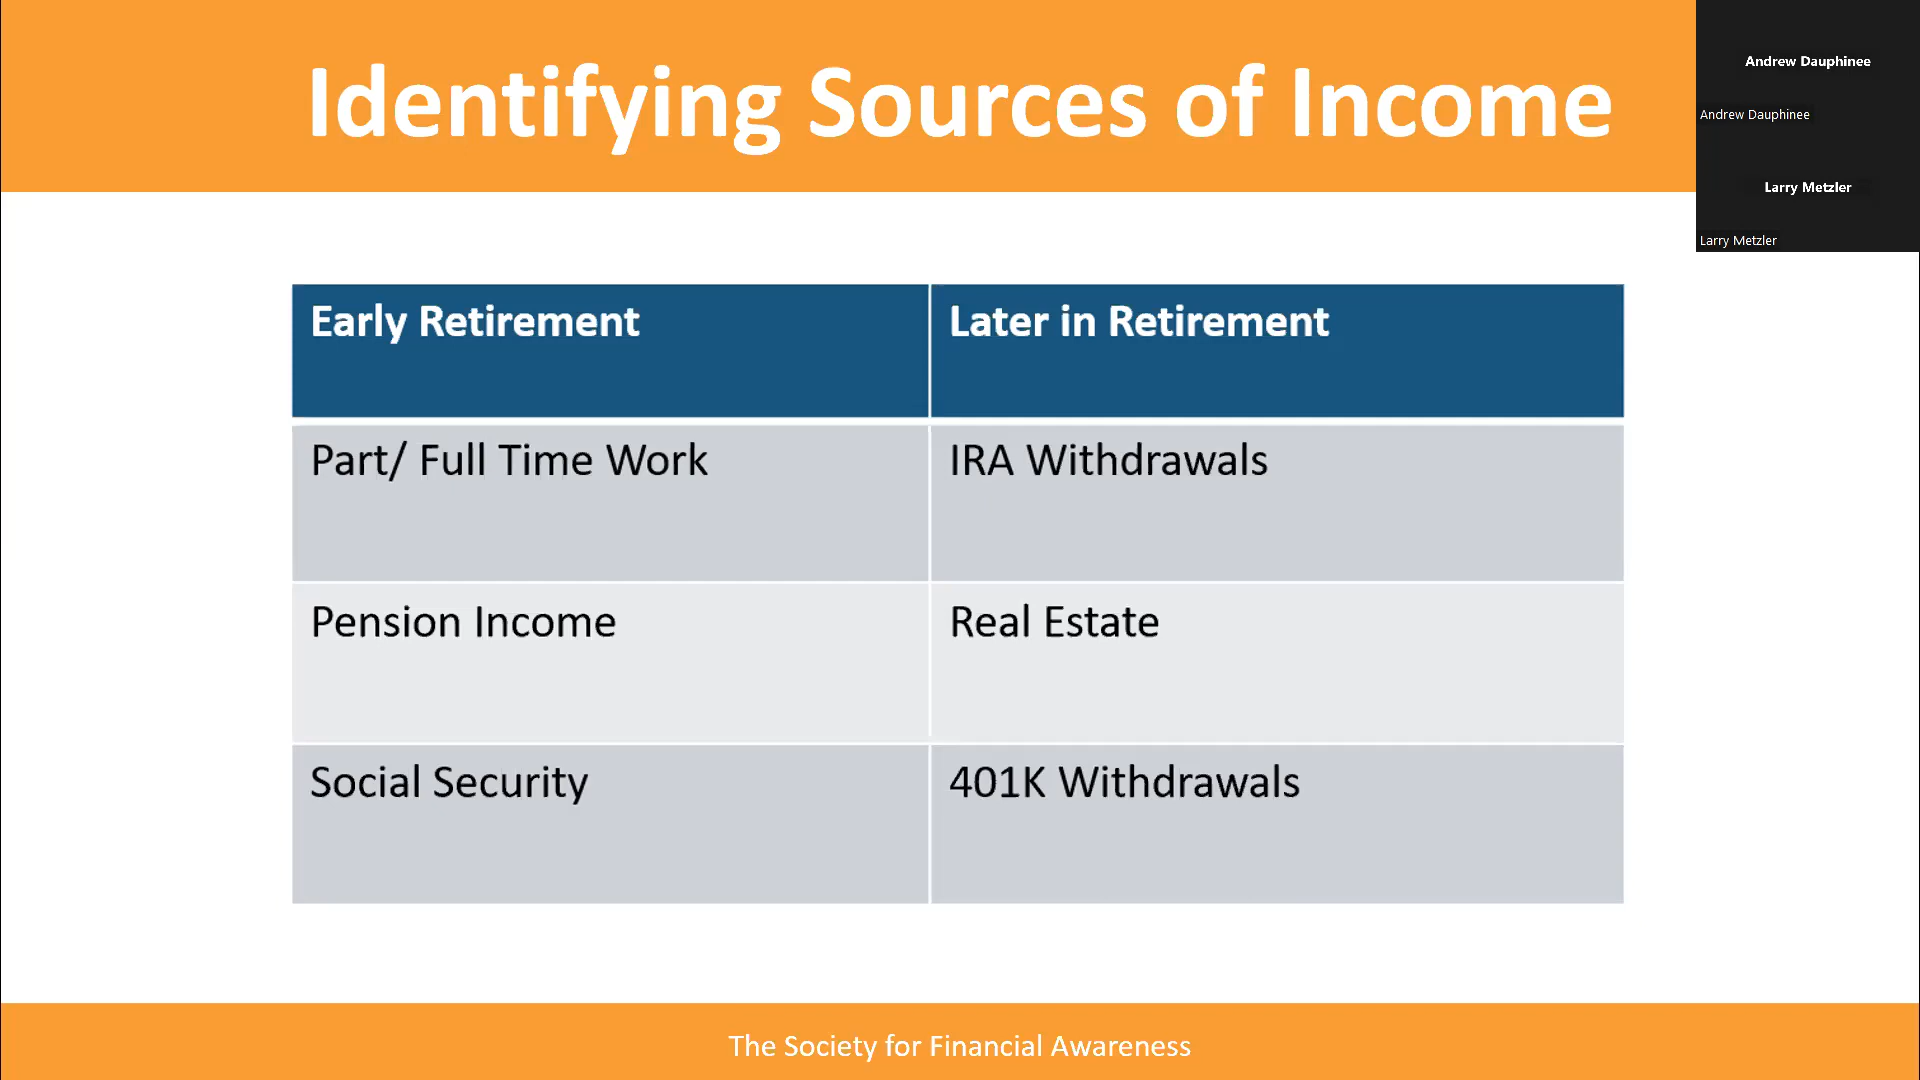 Identifying Sources of Income
Andrew Dauphinee
Andrew Dauphinee
Larry Metzler
Larry Metzler
Early Retirement
Later in Retirement
Part/ Full Time Work
IRA Withdrawals
Pension Income
Real Estate
Social Security
401K Withdrawals
The Society for Financial Awareness